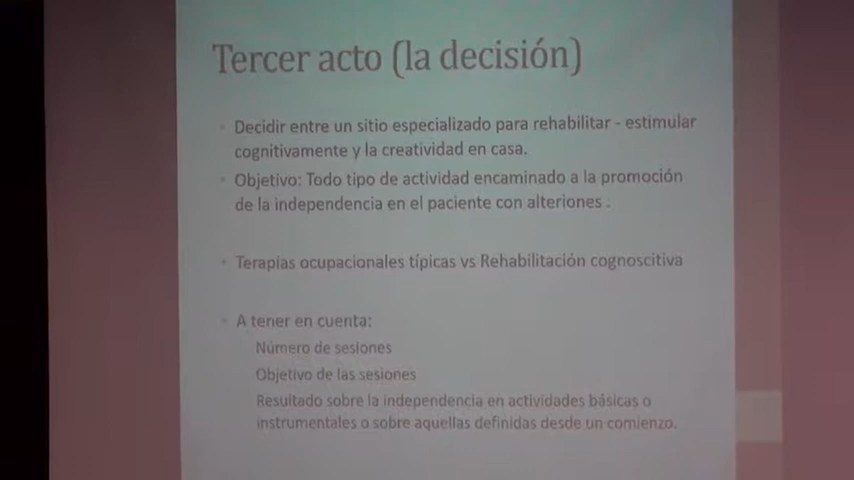 Tercer acto (la decisión)
• Decidir entre un sitio especializado para rehabilitar - estimular
cognitivamente y la creatividad en casa.
• Objetivo: Todo tipo de actividad encaminado a la promoción
de la independencia en el paciente con alteriones .
• Terapias ocupacionales típicas vs Rehabilitación cognoscitiva
• A tener en cuenta:
Número de sesiones
Objetivo de las sesiones
Resultado sobre la independencia en actividades básicas o
instrumentales o sobre aquellas definidas desde un comienzo.